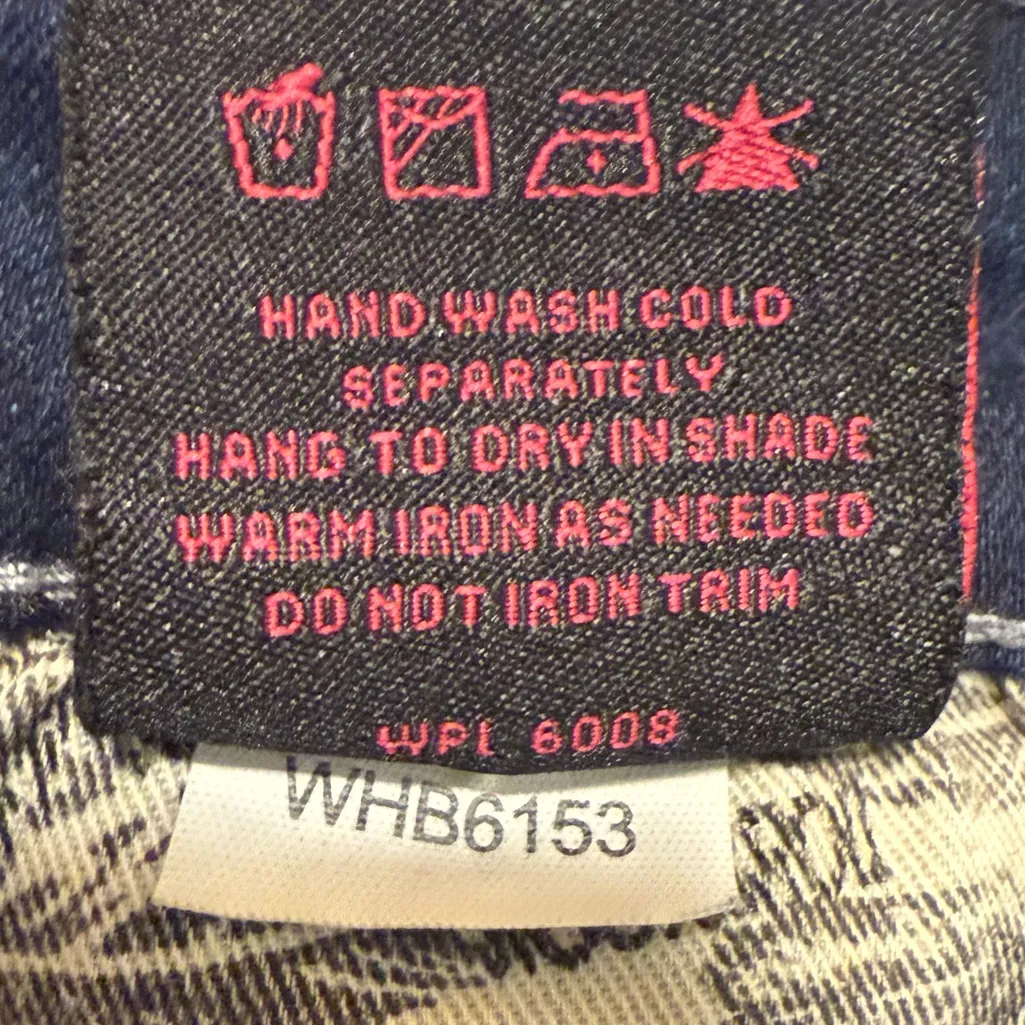 HAND WASH COLD
SEPARATELY
HANG TO DRY IN SHADE
WARM IRON AS NEEDED
DO NOT IRON TRIM
WPL 6008
WHB6153